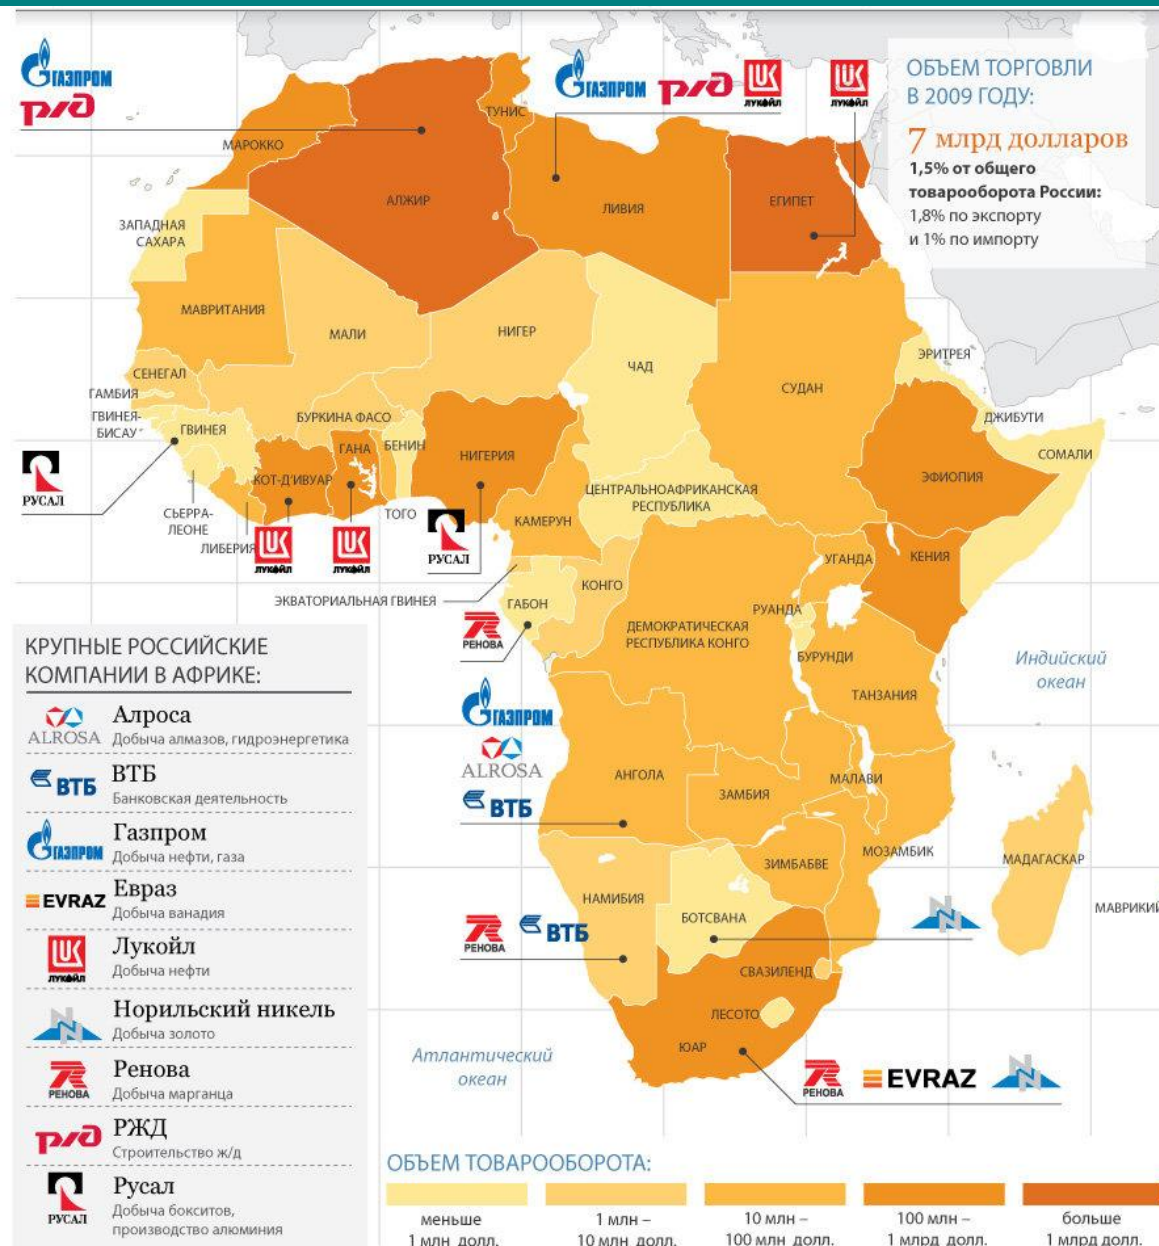 ГАЗПРОМ
РЖД
ГАЗПРОМ
РЖД
LUK
ЛУКОЙЛ
LUK
ЛУКОЙЛ
ОБЪЕМ ТОРГОВЛИ
В 2009 ГОДУ:
7 млрд долларов
1,5% от общего
товарооборота России:
1,8% по экспорту
и 1% по импорту
ТУНИС
МАРОККО
АЛЖИР
ЛИВИЯ
ЕГИПЕТ
ЗАПАДНАЯ
САХАРА
МАВРИТАНИЯ
МАЛИ
НИГЕР
ЧАД
СУДАН
ЭРИТРЕЯ
СЕНЕГАЛ
ГАМБИЯ
ГВИНЕЯ-
БИСАУ
ГВИНЕЯ
БУРКИНА ФАСО
ДЖИБУТИ
ГАНА
БЕНИН
НИГЕРИЯ
СОМАЛИ
ЭФИОПИЯ
КОТ-Д'ИВУАР
ЦЕНТРАЛЬНОАФРИКАНСКАЯ
РЕСПУБЛИКА
РУСАЛ
СЬЕРРА-
ЛЕОНЕ
ЛИБЕРИЯ
LUK
ЛУКОЙЛ
LUK
ЛУКОЙЛ
ТОГО
РУСАЛ
КАМЕРУН
УГАНДА
КЕНИЯ
ЭКВАТОРИАЛЬНАЯ ГВИНЕЯ
ГАБОН
КОНГО
РУАНДА
РЕНОВА
ДЕМОКРАТИЧЕСКАЯ
РЕСПУБЛИКА КОНГО
БУРУНДИ
Индийский
океан
ТАНЗАНИЯ
ГАЗПРОМ
ALROSA
ВТБ
АНГОЛА
ЗАМБИЯ
МАЛАВИ
ЗИМБАБВЕ
МОЗАМБИК
МАДАГАСКАР
НАМИБИЯ
БОТСВАНА
МАВРИКИЙ
РЕНОВА
ВТБ
СВАЗИЛЕНД
ЛЕСОТО
ЮАР
Атлантический
океан
РЕНОВА
EVRAZ
КРУПНЫЕ РОССИЙСКИЕ
КОМПАНИИ В АФРИКЕ:
ALROSA
Алроса
Добыча алмазов, гидроэнергетика
ВТБ
ВТБ
Банковская деятельность
ГАЗПРОМ
Газпром
Добыча нефти, газа
EVRAZ
Евраз
Добыча ванадия
LUK
ЛУКОЙЛ
Лукойл
Добыча нефти
Норильский никель
Добыча золото
РЕНОВА
Ренова
Добыча марганца
РЖД
РЖД
Строительство ж/д
РУСАЛ
Русал
Добыча бокситов,
производство алюминия
ОБЪЕМ ТОВАРООБОРОТА:
меньше
1 млн долл.
1 млн –
10 млн долл.
10 млн –
100 млн долл.
100 млн –
1 млрд долл.
больше
1 млрд долл.